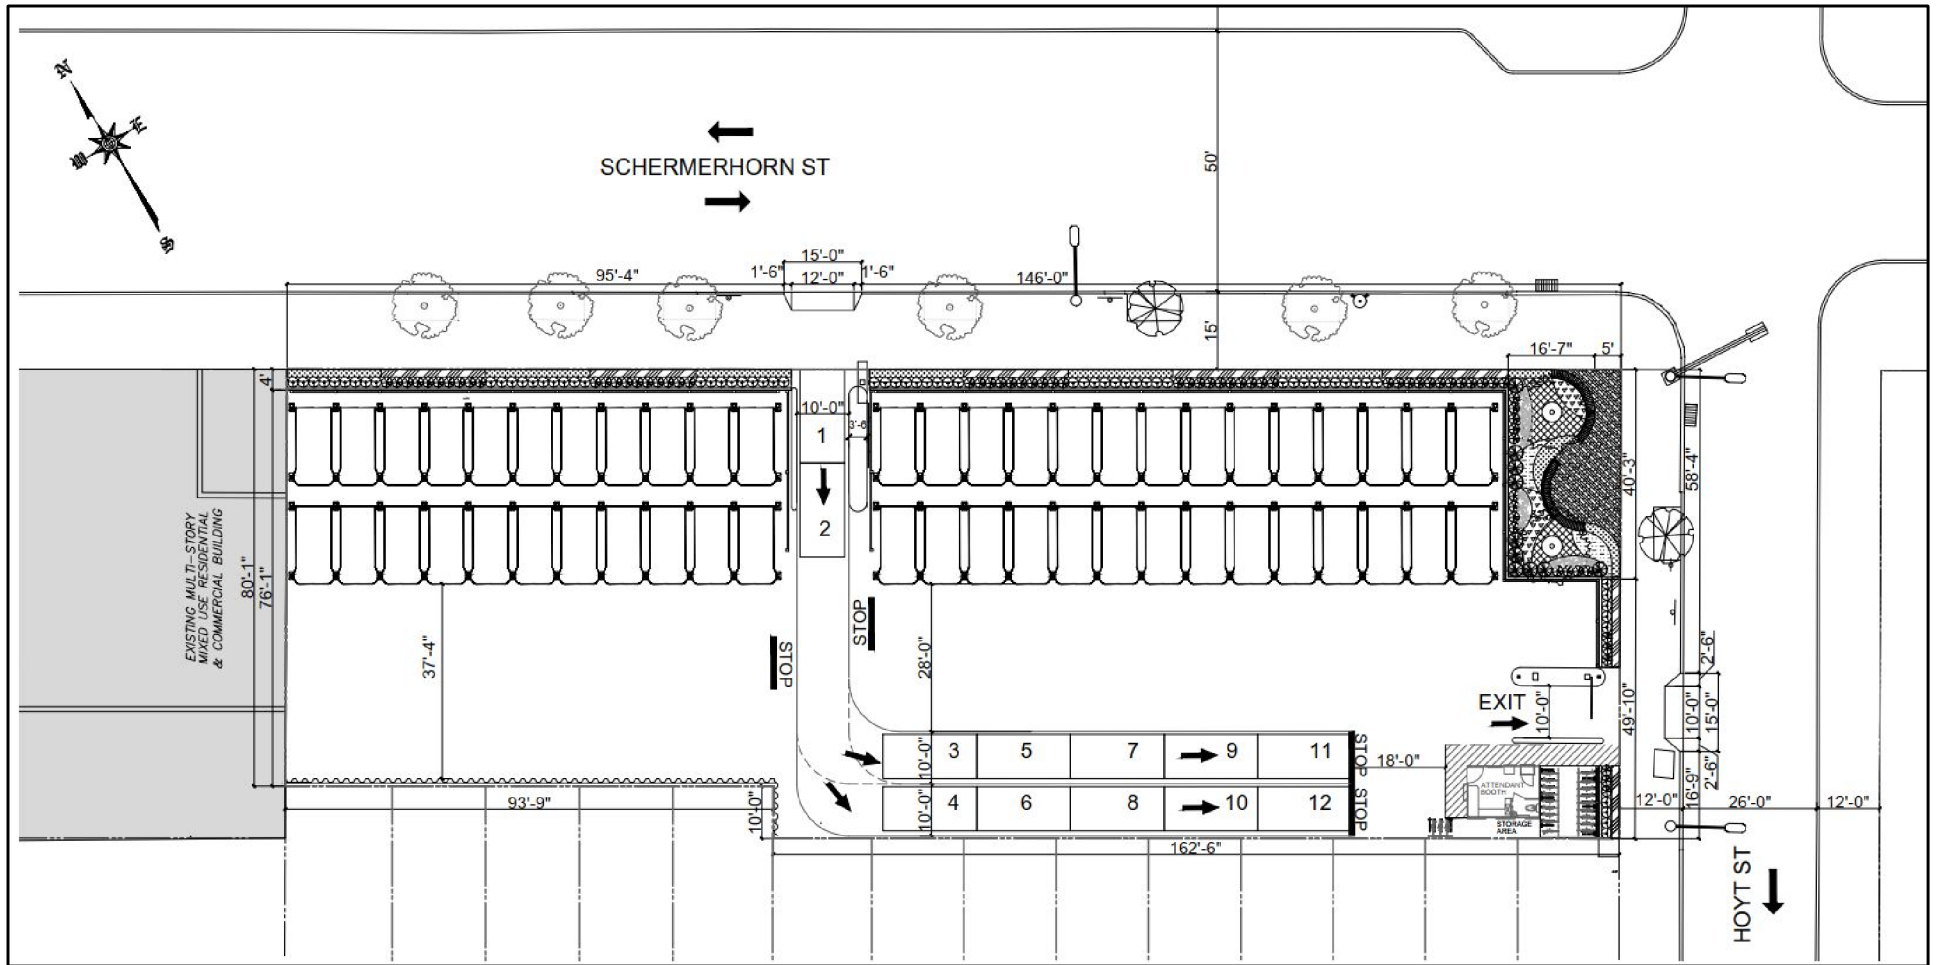 N
E
W
S
SCHERMERHORN ST
50'
15'-0"
95'-4"
1'-6"
12'-0"
1'-6"
146'-0"
15'
16'-7"
5'
4'
10'-0"
3'-6
1
2
40'-3"
58'-4"
EXISTING MULTI-STORY
MIXED USE RESIDENTIAL
& COMMERCIAL BUILDING
80'-1"
76'-1"
37'-4"
STOP
STOP
28'-0"
2'-6"
EXIT
10'-0"
49'-10"
10'-0"
15'-0"
10'-0"
3
5
7
9
11
STOP
18'-0"
2'-6"
16'-9"
93'-9"
10'-0"
10'-0"
4
6
8
10
12
STOP
ATTENDANT
BOOTH
STORAGE
AREA
12'-0"
26'-0"
12'-0"
162'-6"
HOYT ST